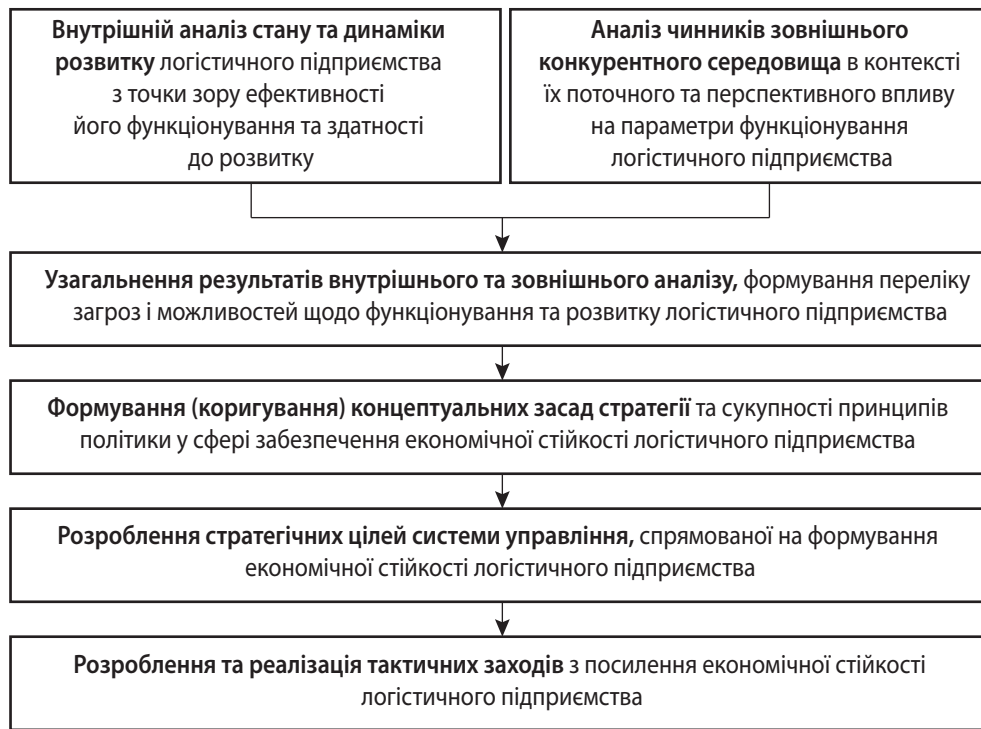 Внутрішній аналіз стану та динаміки
розвитку логістичного підприємства
з точки зору ефективності
його функціонування та здатності
до розвитку
Аналіз чинників зовнішнього
конкурентного середовища в контексті
їх поточного та перспективного впливу
на параметри функціонування
логістичного підприємства
Узагальнення результатів внутрішнього та зовнішнього аналізу, формування переліку
загроз і можливостей щодо функціонування та розвитку логістичного підприємства
Формування (коригування) концептуальних засад стратегії та сукупності принципів
політики у сфері забезпечення економічної стійкості логістичного підприємства
Розроблення стратегічних цілей системи управління, спрямованої на формування
економічної стійкості логістичного підприємства
Розроблення та реалізація тактичних заходів з посилення економічної стійкості
логістичного підприємства